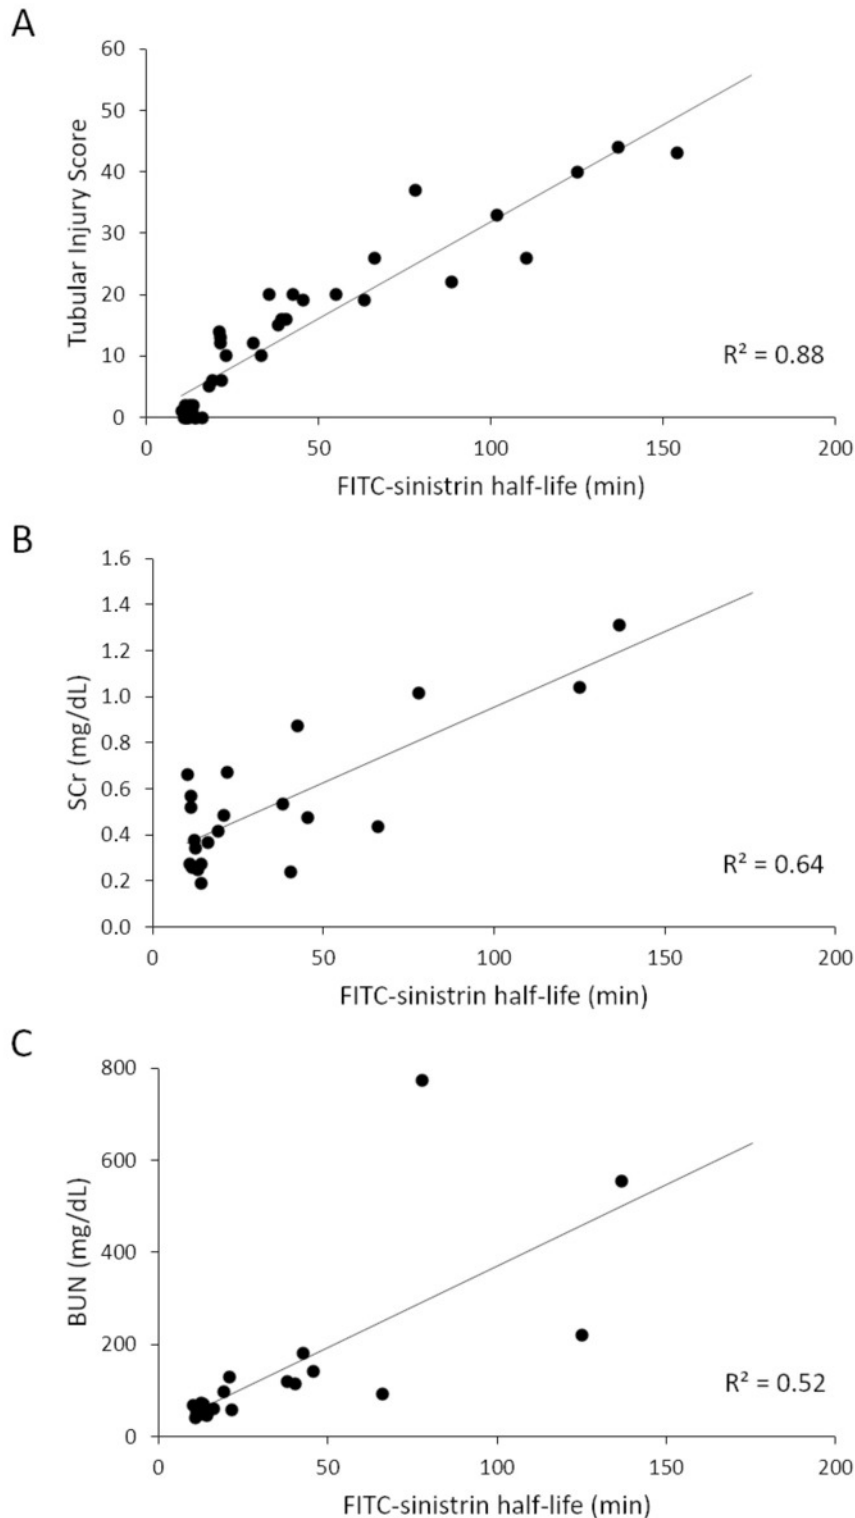 A
60
50
40
30
20
10
0
Tubular Injury Score
R² = 0.88
0 50 100 150 200
FITC-sinistrin half-life (min)
B
1.6
1.4
1.2
1.0
0.8
0.6
0.4
0.2
0.0
SCr (mg/dL)
R² = 0.64
0 50 100 150 200
FITC-sinistrin half-life (min)
C
800
600
400
200
0
BUN (mg/dL)
R² = 0.52
0 50 100 150 200
FITC-sinistrin half-life (min)